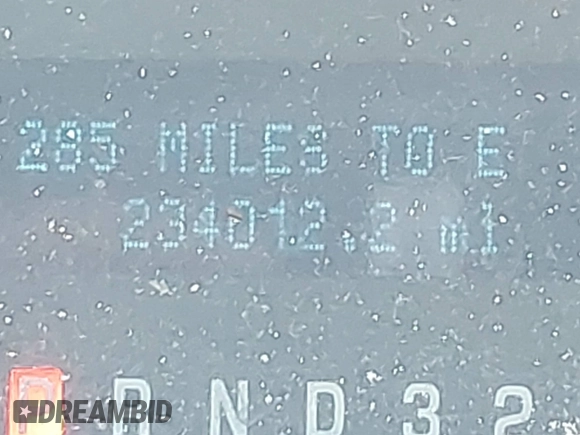 285 MILES TO E
234012.2 mi
P R N D 3 2
DREAMBID